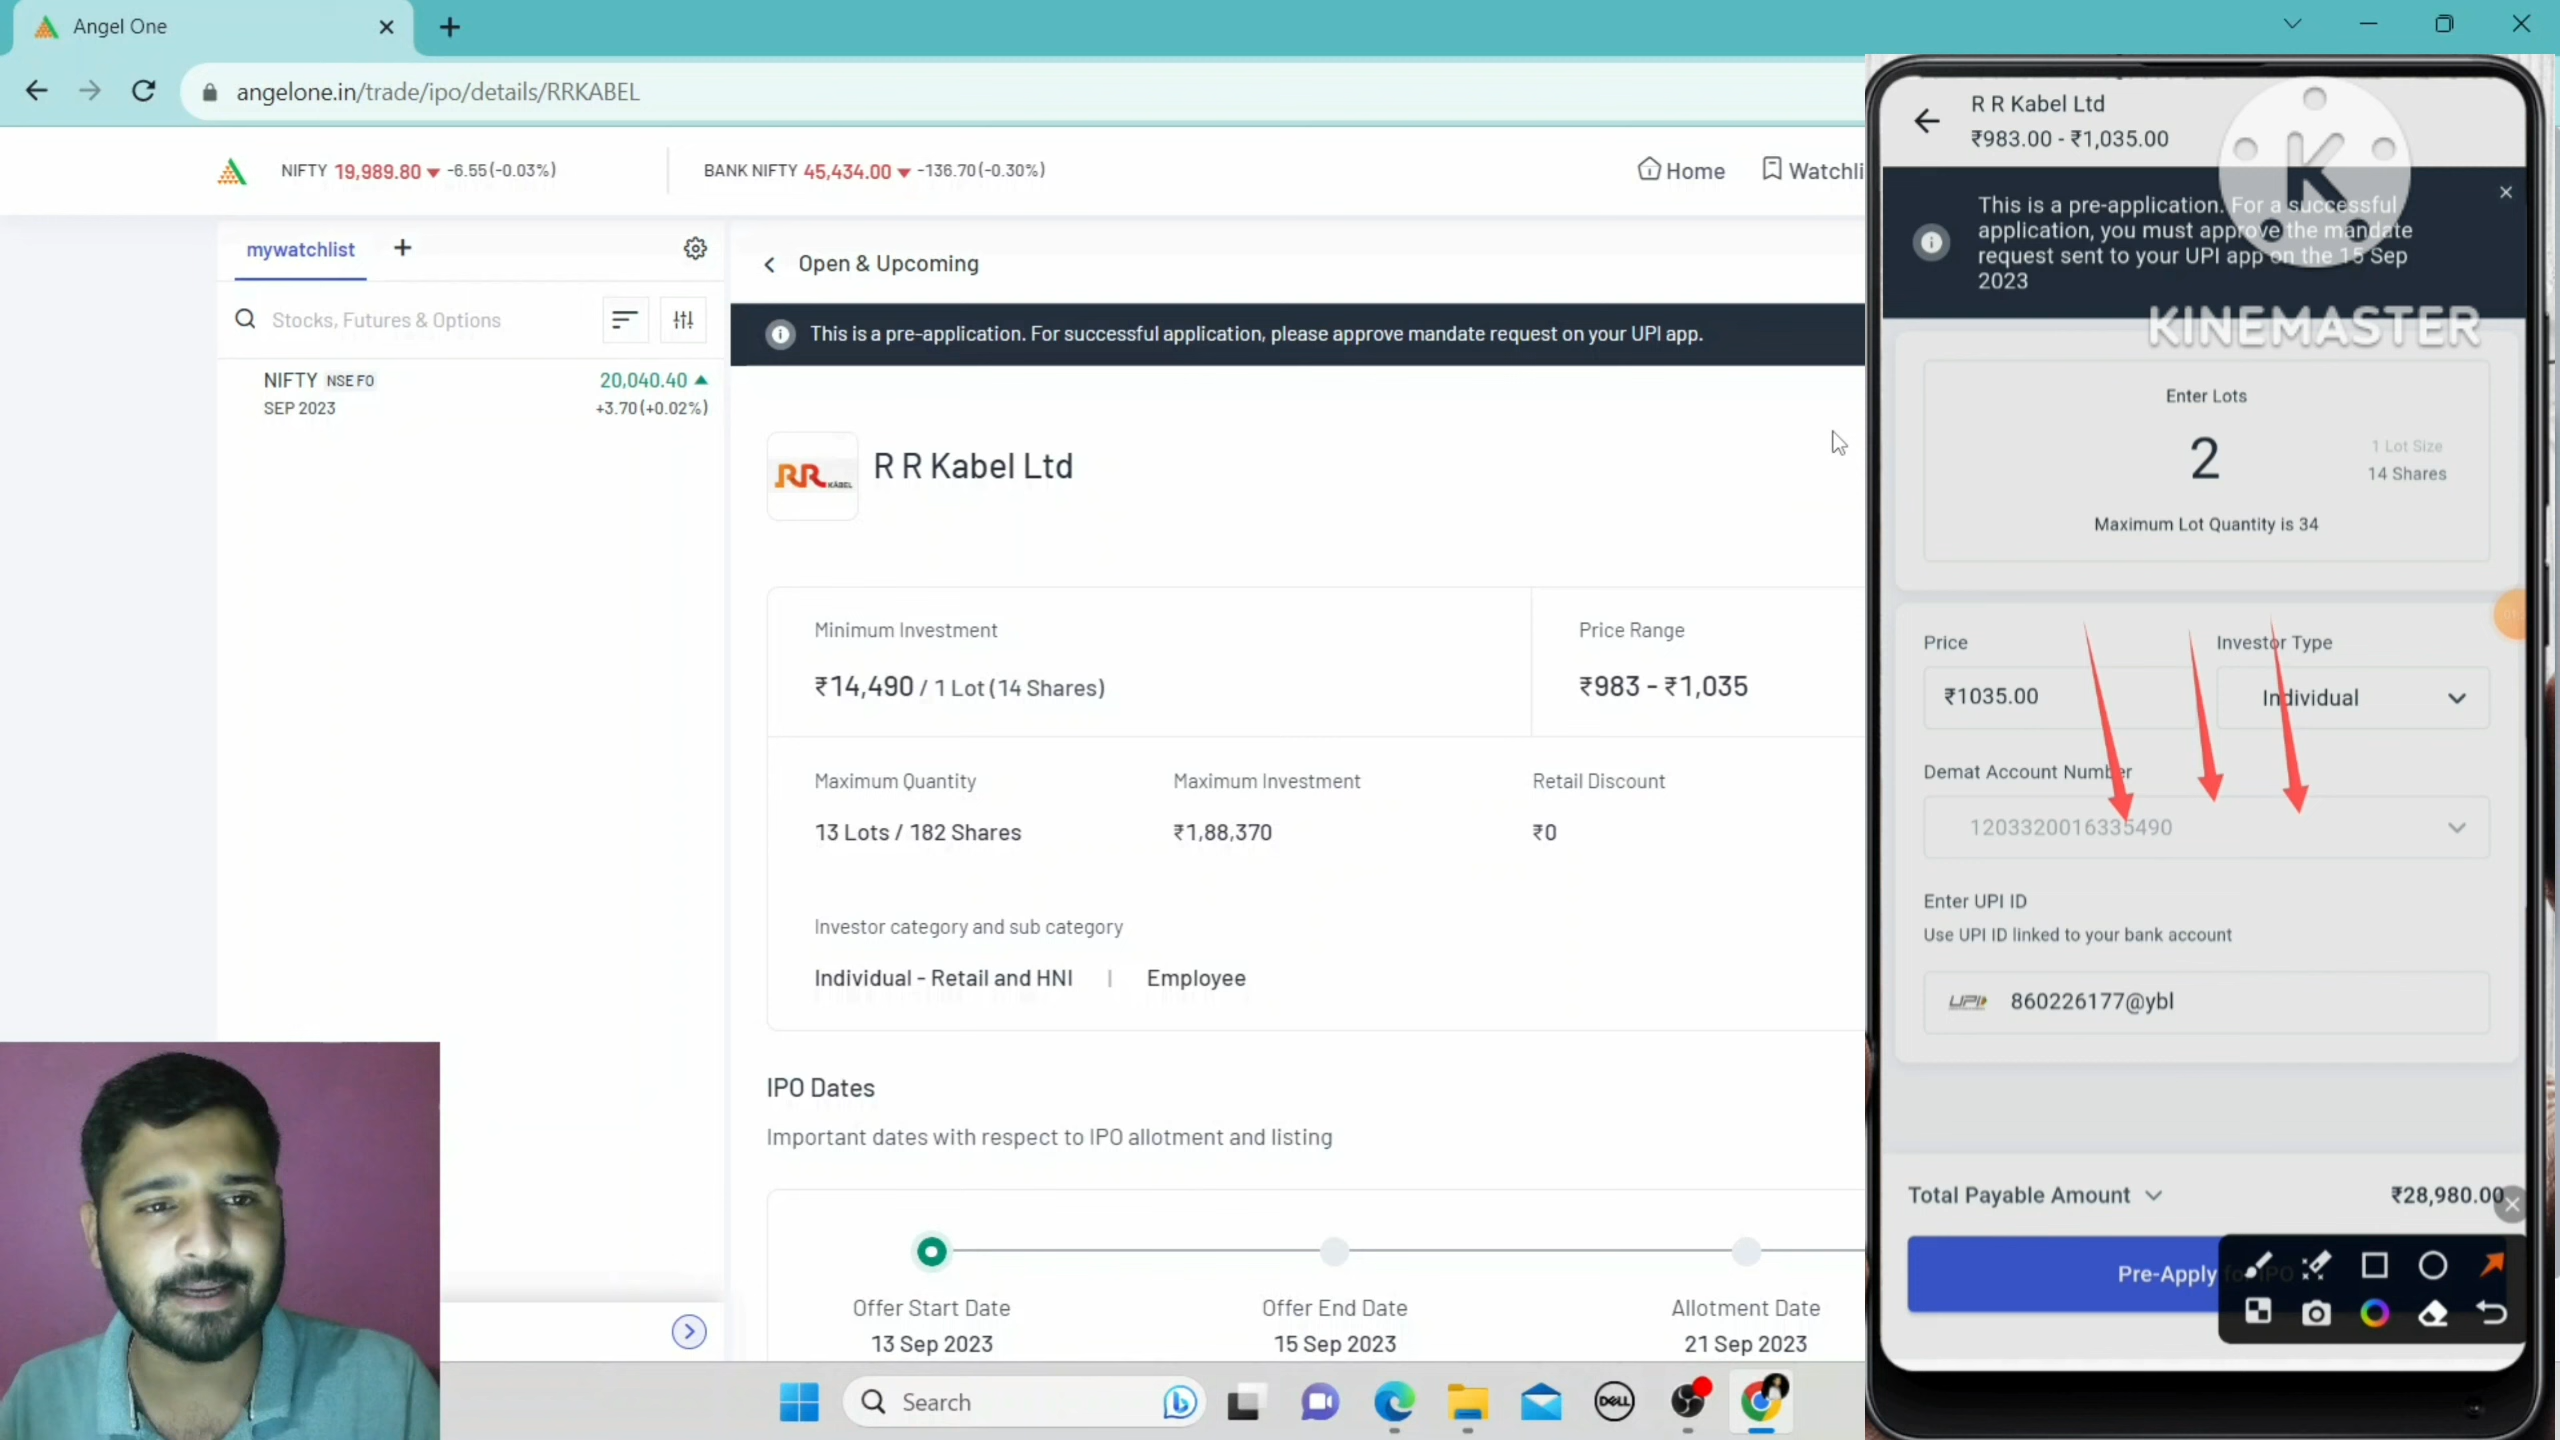 Angel One
angelone.in/trade/ipo/details/RRKABEL
NIFTY 19,989.80 -6.55 (-0.03%)
BANK NIFTY 45,434.00 -136.70 (-0.30%)
Home
Watchli
mywatchlist
Stocks, Futures & Options
NIFTY NSE FO 20,040.40
SEP 2023 +3.70 (+0.02%)
Open & Upcoming
This is a pre-application. For successful application, please approve mandate request on your UPI app.
RR KABEL
R R Kabel Ltd
Minimum Investment
₹14,490 / 1 Lot (14 Shares)
Price Range
₹983 - ₹1,035
Maximum Quantity
13 Lots / 182 Shares
Maximum Investment
₹1,88,370
Retail Discount
₹0
Investor category and sub category
Individual - Retail and HNI | Employee
IPO Dates
Important dates with respect to IPO allotment and listing
Offer Start Date
13 Sep 2023
Offer End Date
15 Sep 2023
Allotment Date
21 Sep 2023
Search
DELL
R R Kabel Ltd
₹983.00 - ₹1,035.00
This is a pre-application. For a successful
application, you must approve the mandate
request sent to your UPI app on the 15 Sep
2023
K
KINEMASTER
Enter Lots
2
1 Lot Size
14 Shares
Maximum Lot Quantity is 34
Price
₹1035.00
Investor Type
Individual
Demat Account Number
1203320016335490
Enter UPI ID
Use UPI ID linked to your bank account
UPI 860226177@ybl
Total Payable Amount ₹28,980.00
Pre-Apply for IPO